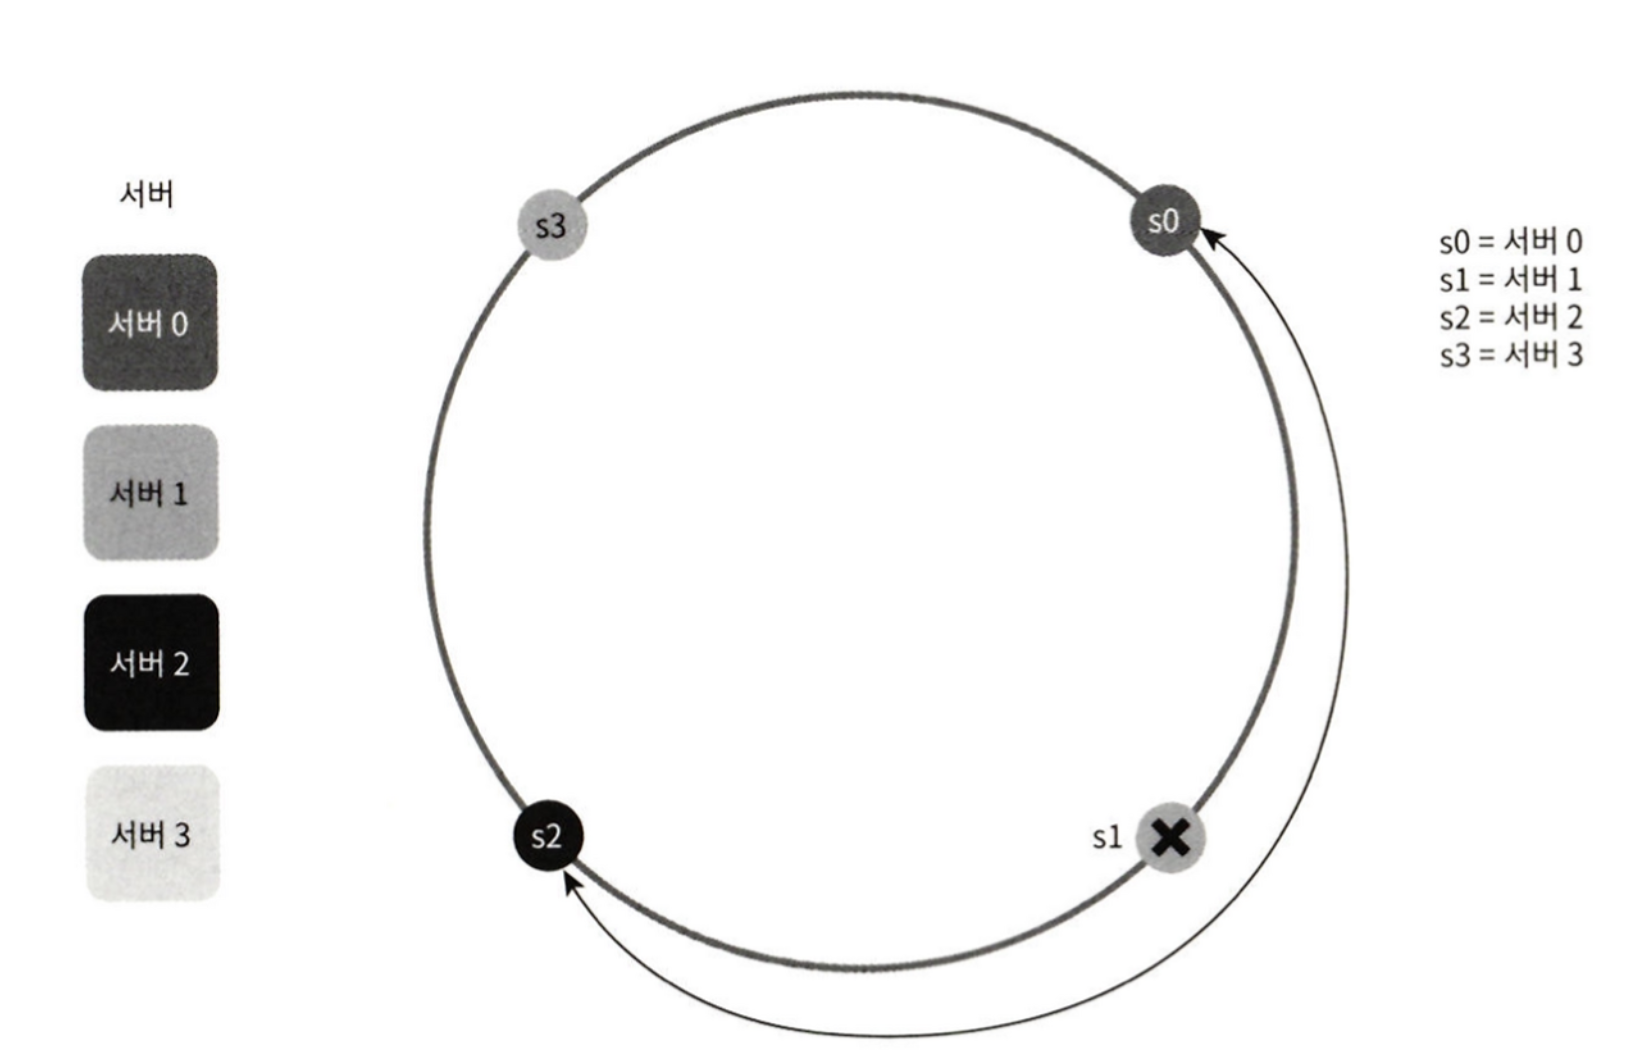 서버
서버 0
서버 1
서버 2
서버 3
s3
s0
s2
s1
s0 = 서버 0
s1 = 서버 1
s2 = 서버 2
s3 = 서버 3